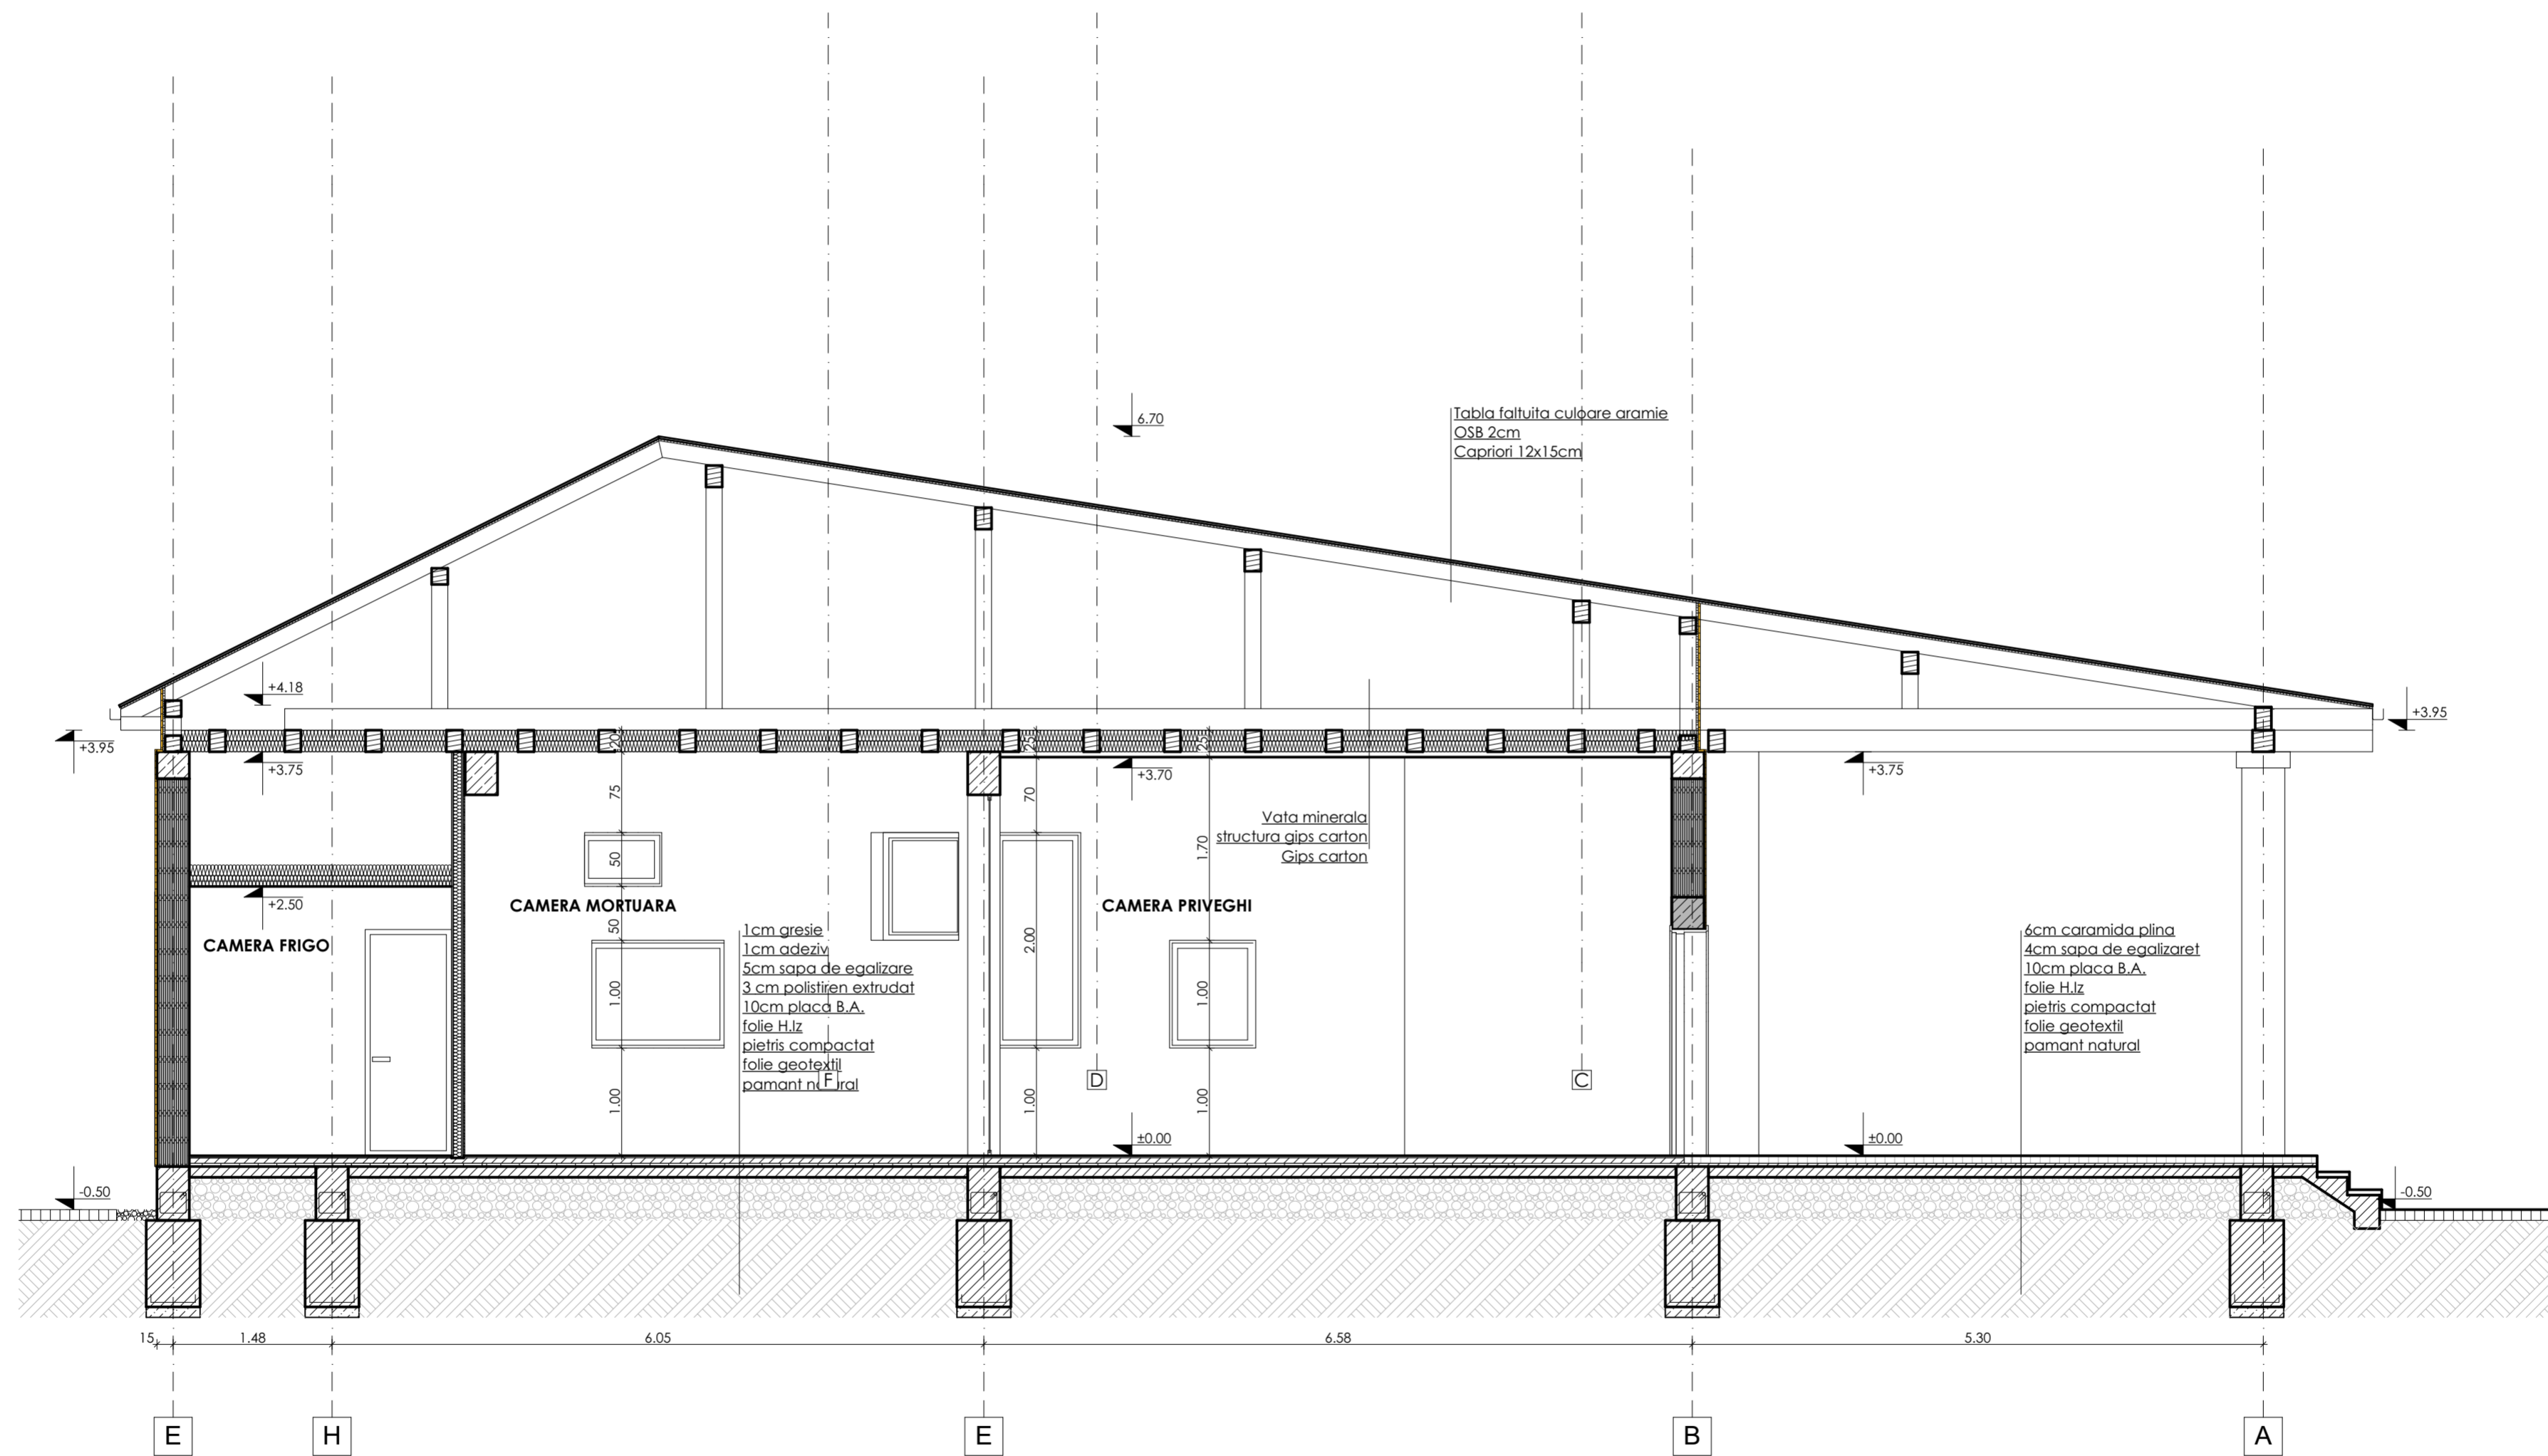 6.70
Tabla faltuita culoare aramie
OSB 2cm
Capriori 12x15cm
+4.18
+3.95
+3.95
+3.75
+3.70
+3.75
20
25
25
75
50
50
1.00
1.00
70
2.00
1.00
1.70
1.00
1.00
Vata minerala
structura gips carton
Gips carton
+2.50
CAMERA FRIGO
CAMERA MORTUARA
CAMERA PRIVEGHI
1cm gresie
1cm adeziv
5cm sapa de egalizare
3 cm polistiren extrudat
10cm placa B.A.
folie H.Iz
pietris compactat
folie geotextil
pamant natural
6cm caramida plina
4cm sapa de egalizaret
10cm placa B.A.
folie H.Iz
pietris compactat
folie geotextil
pamant natural
F
D
C
±0.00
±0.00
-0.50
-0.50
15
1.48
6.05
6.58
5.30
E
H
E
B
A